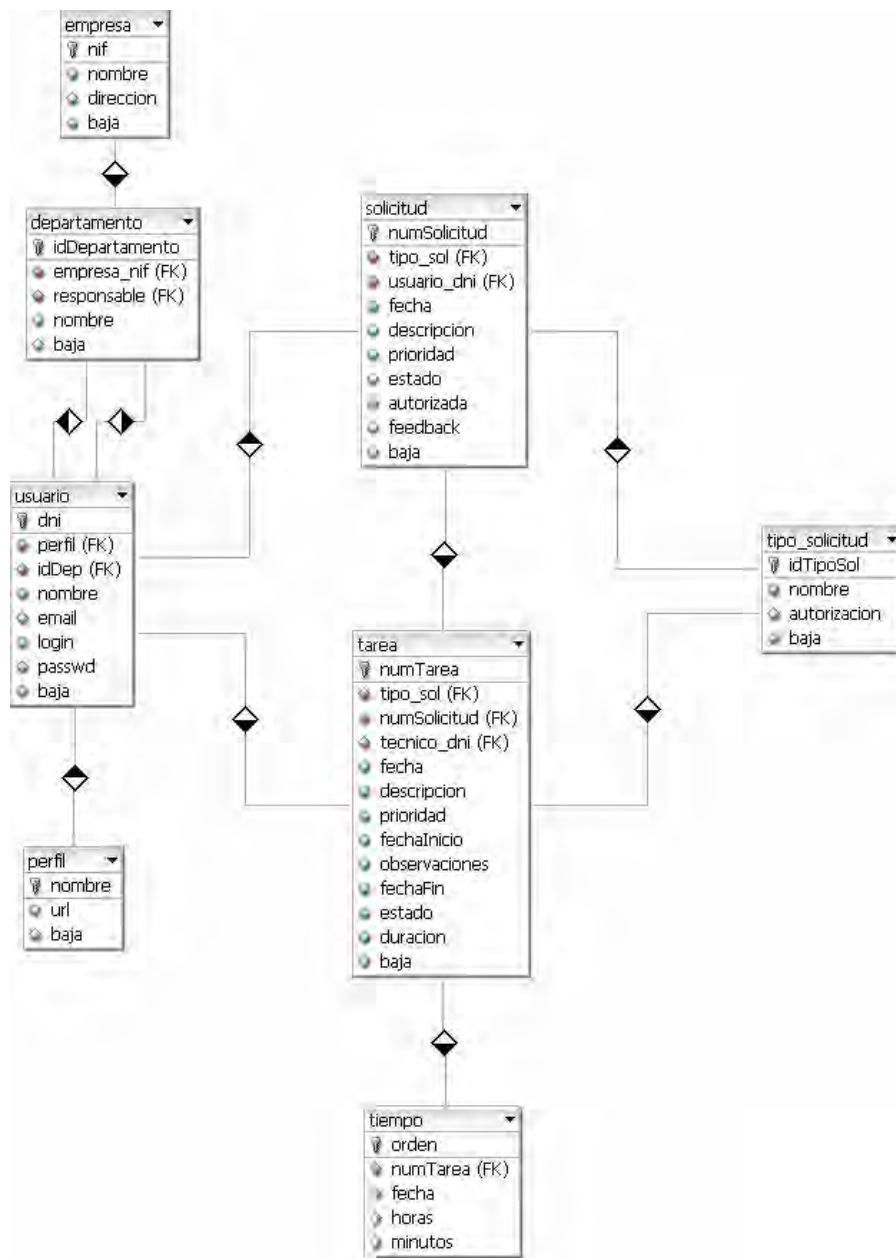 empresa
nif
nombre
direccion
baja
departamento
idDepartamento
empresa_nif (FK)
responsable (FK)
nombre
baja
solicitud
numSolicitud
tipo_sol (FK)
usuario_dni (FK)
fecha
descripcion
prioridad
estado
autorizada
feedback
baja
usuario
dni
perfil (FK)
idDep (FK)
nombre
email
login
passwd
baja
tipo_solicitud
idTipoSol
nombre
autorizacion
baja
tarea
numTarea
tipo_sol (FK)
numSolicitud (FK)
tecnico_dni (FK)
fecha
descripcion
prioridad
fechaInicio
observaciones
fechaFin
estado
duracion
baja
perfil
nombre
url
baja
tiempo
orden
numTarea (FK)
fecha
horas
minutos